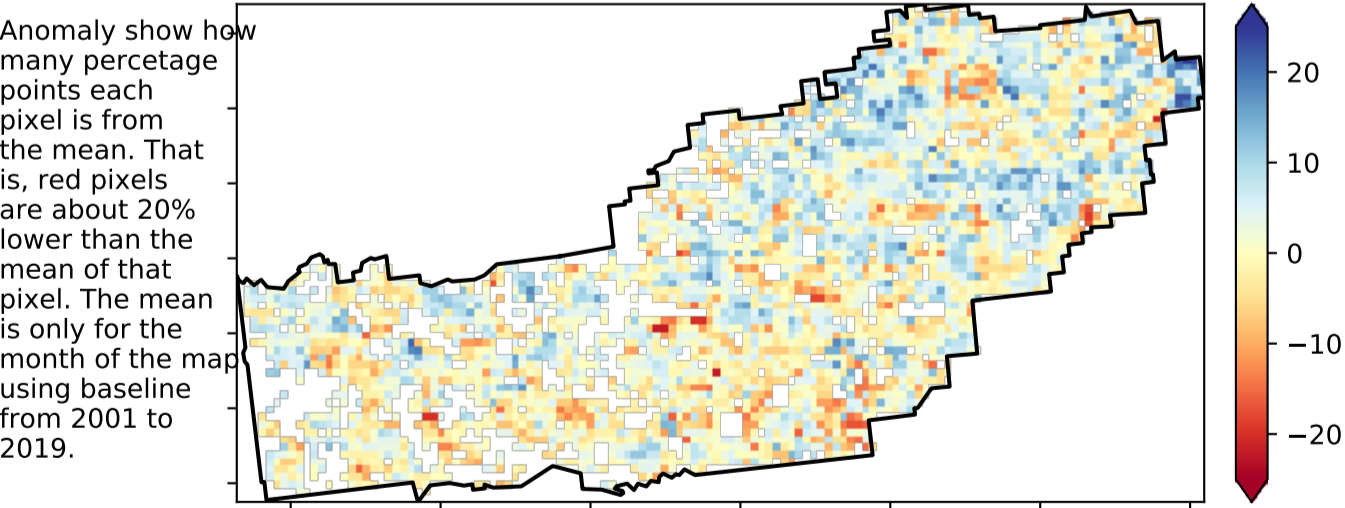 Anomaly show how
many percetage
points each
pixel is from
the mean. That
is, red pixels
are about 20%
lower than the
mean of that
pixel. The mean
is only for the
month of the map
using baseline
from 2001 to
2019.
20
10
0
−10
−20